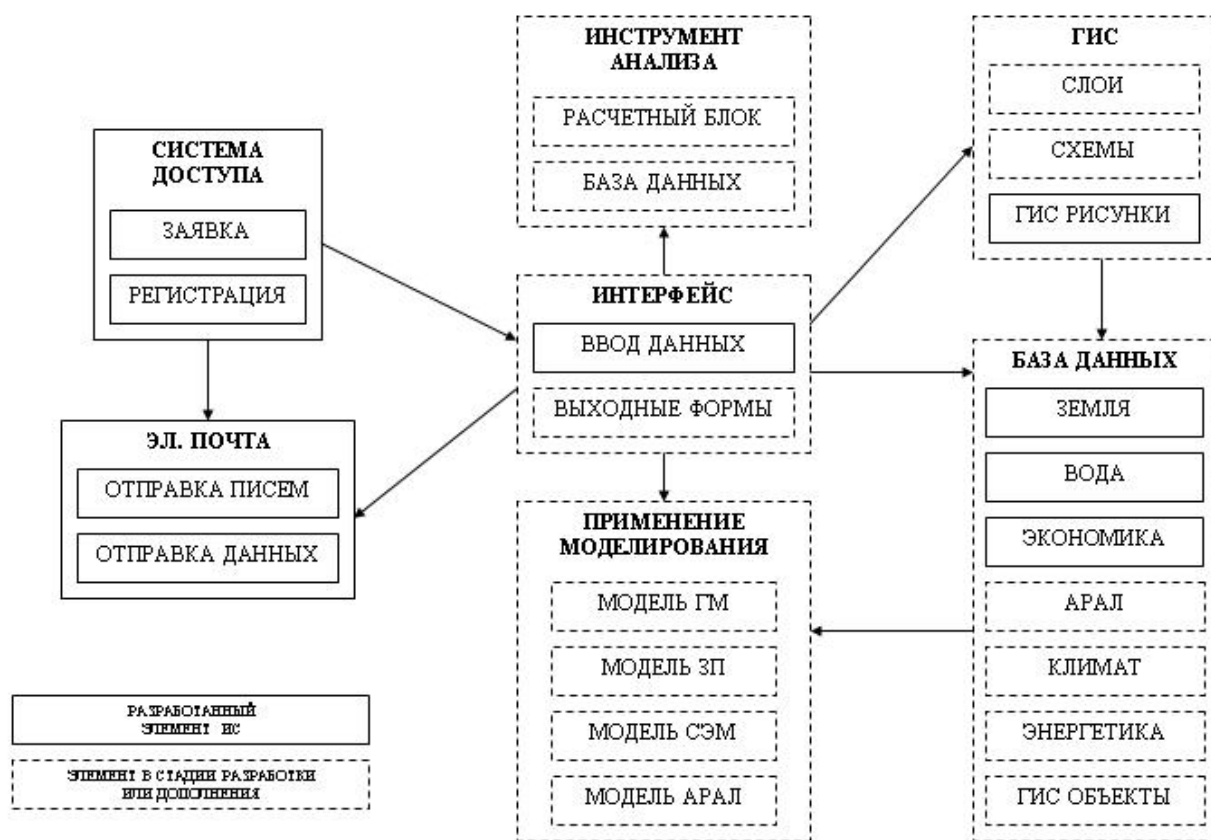 СИСТЕМА
ДОСТУПА
ЗАЯВКА
РЕГИСТРАЦИЯ
ЭЛ. ПОЧТА
ОТПРАВКА ПИСЕМ
ОТПРАВКА ДАННЫХ
РАЗРАБОТАННЫЙ
ЭЛЕМЕНТ ИС
ЭЛЕМЕНТ В СТАДИИ РАЗРАБОТКИ
ИЛИ ДОПОЛНЕНИЯ
ИНСТРУМЕНТ
АНАЛИЗА
РАСЧЕТНЫЙ БЛОК
БАЗА ДАННЫХ
ИНТЕРФЕЙС
ВВОД ДАННЫХ
ВЫХОДНЫЕ ФОРМЫ
ПРИМЕНЕНИЕ
МОДЕЛИРОВАНИЯ
МОДЕЛЬ ГМ
МОДЕЛЬ ЗП
МОДЕЛЬ СЭМ
МОДЕЛЬ АРАЛ
ГИС
СЛОИ
СХЕМЫ
ГИС РИСУНКИ
БАЗА ДАННЫХ
ЗЕМЛЯ
ВОДА
ЭКОНОМИКА
АРАЛ
КЛИМАТ
ЭНЕРГЕТИКА
ГИС ОБЪЕКТЫ